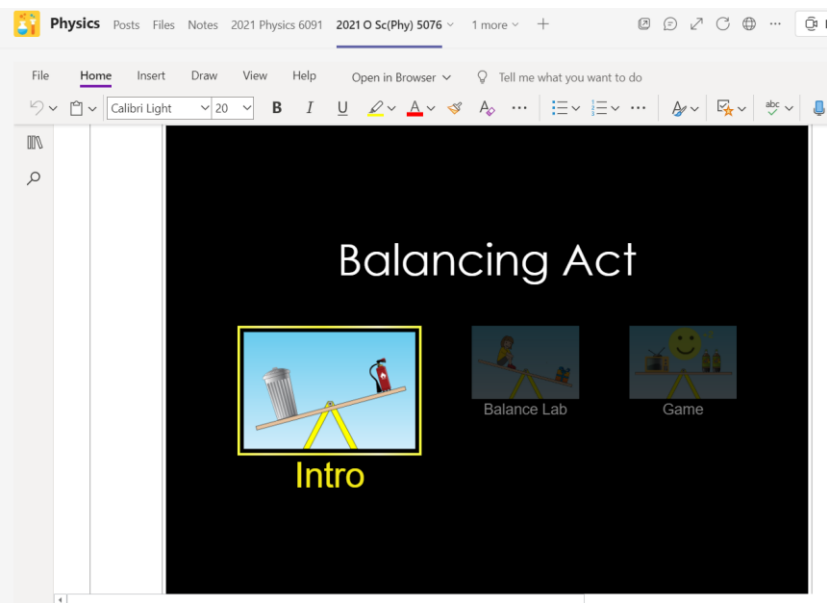 Physics Posts Files Notes 2021 Physics 6091 2021 O Sc(Phy) 5076 1 more
File Home Insert Draw View Help Open in Browser Tell me what you want to do
Calibri Light 20 B I U A A abc
Balancing Act
Balance Lab Game
Intro